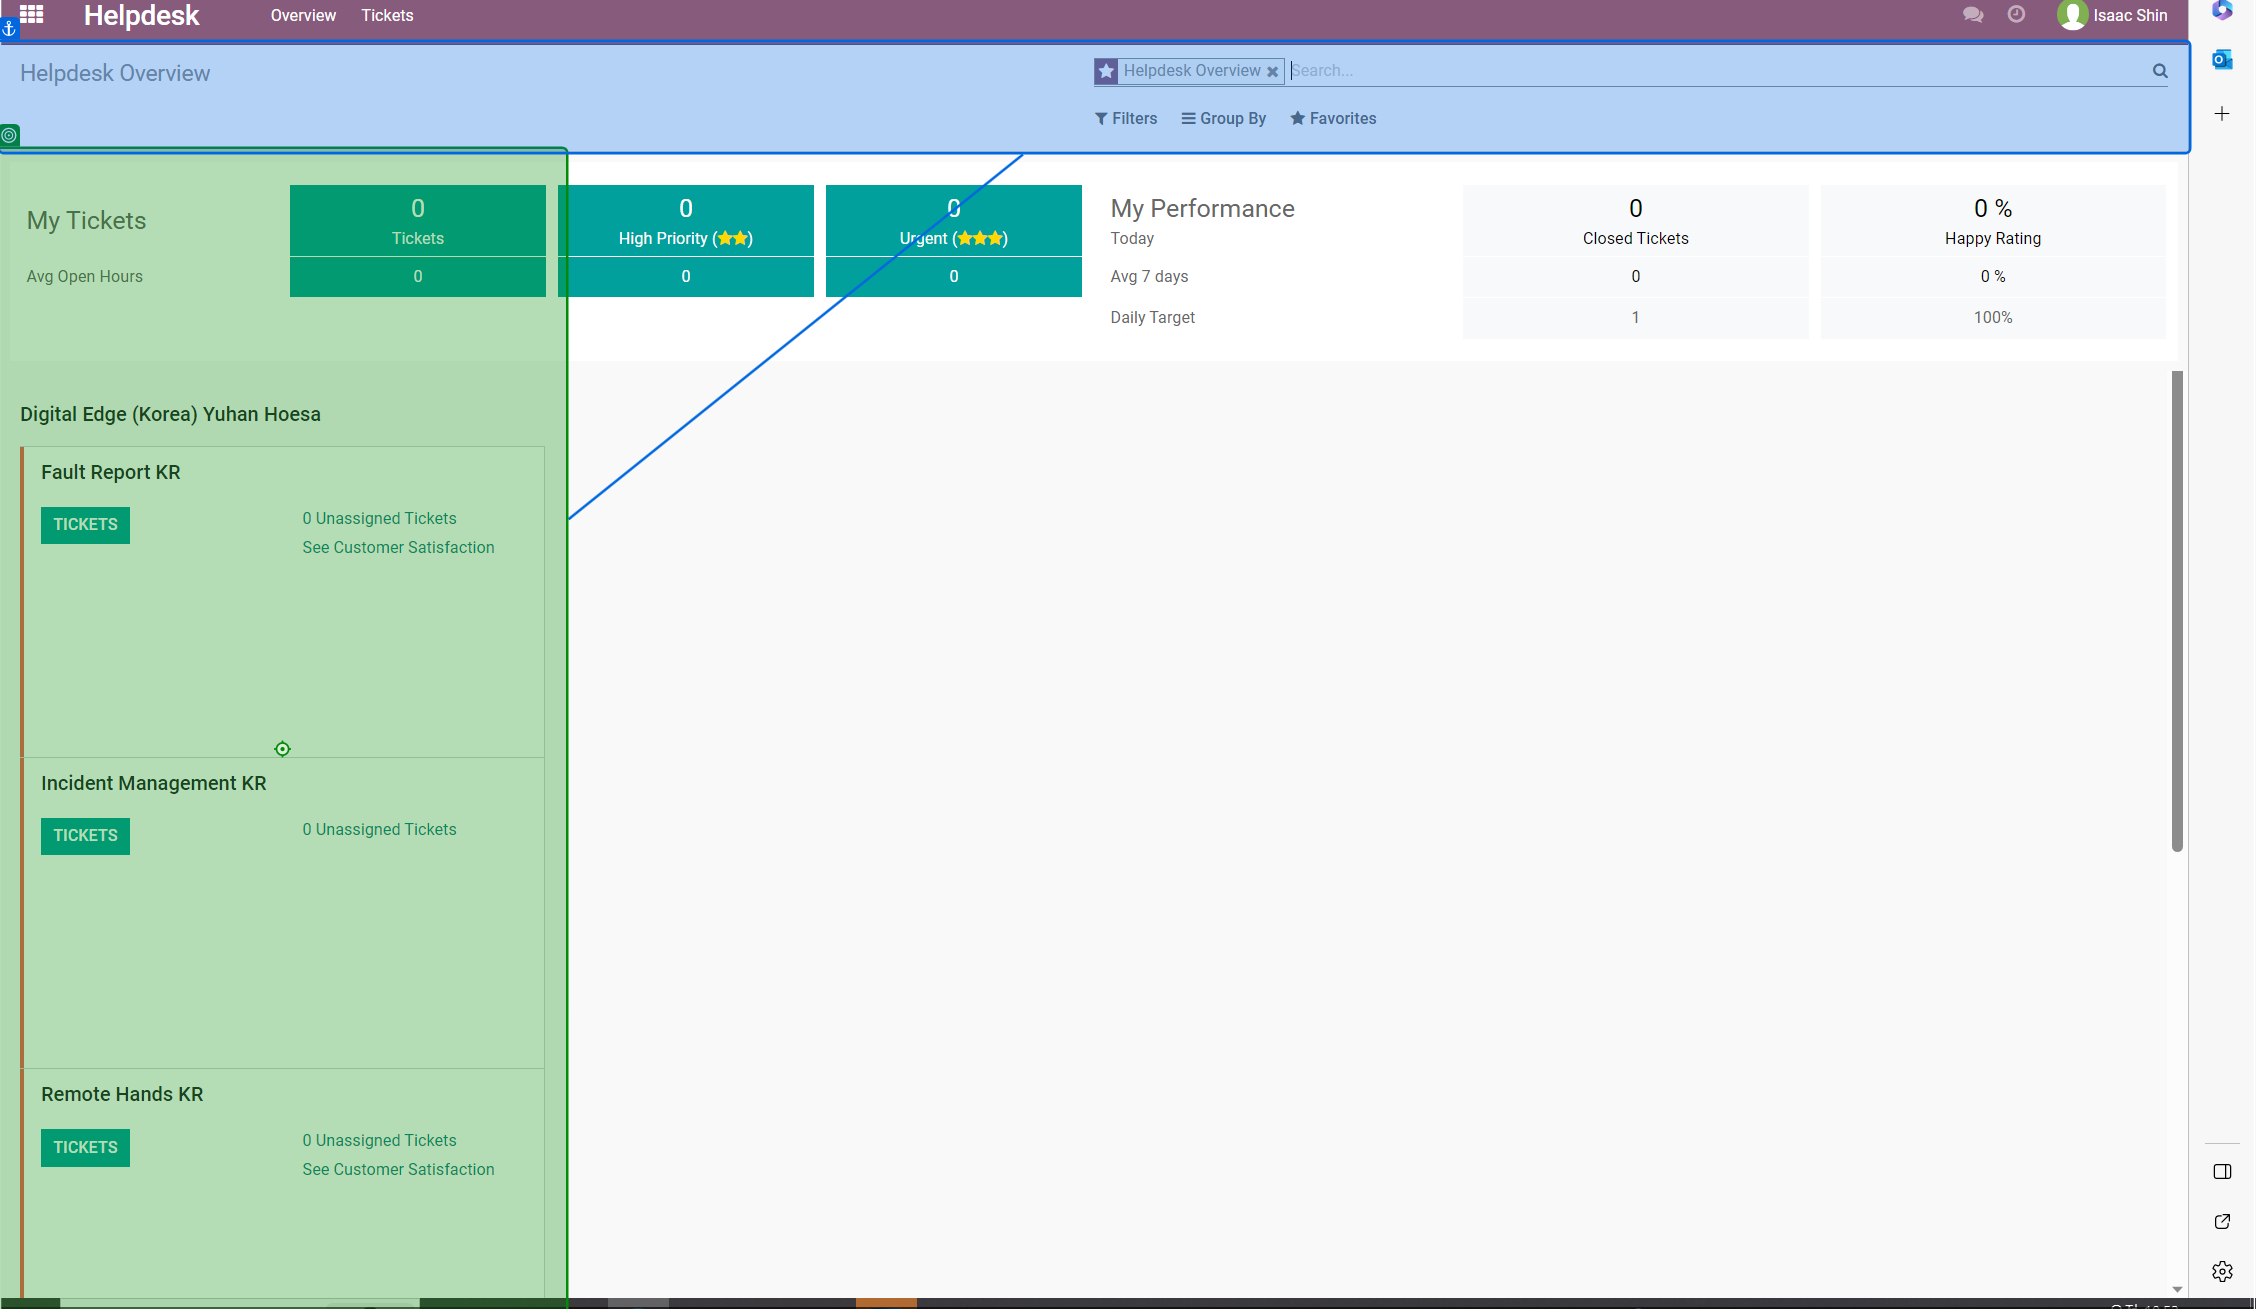 Helpdesk Overview Tickets Isaac Shin
Helpdesk Overview
Helpdesk Overview Search...
Filters Group By Favorites
My Tickets
0
Tickets
0
High Priority ( )
0
Urgent ( )
Avg Open Hours 0 0 0
My Performance
Today
0
Closed Tickets
0 %
Happy Rating
Avg 7 days 0 0 %
Daily Target 1 100%
Digital Edge (Korea) Yuhan Hoesa
Fault Report KR
TICKETS
0 Unassigned Tickets
See Customer Satisfaction
Incident Management KR
TICKETS
0 Unassigned Tickets
Remote Hands KR
TICKETS
0 Unassigned Tickets
See Customer Satisfaction